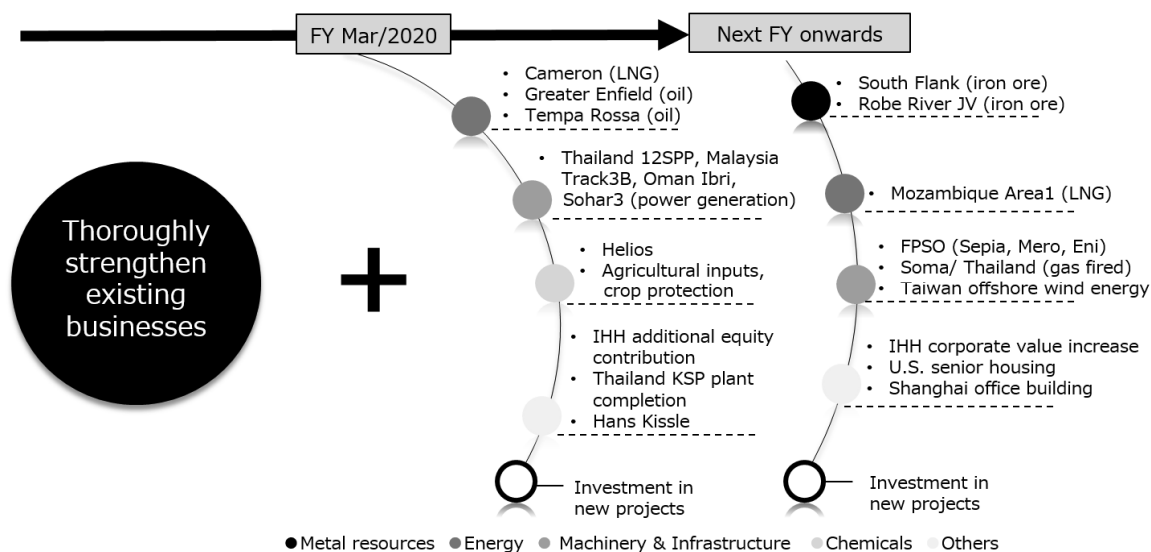 FY Mar/2020
Next FY onwards
Thoroughly
strengthen
existing
businesses
• Cameron (LNG)
• Greater Enfield (oil)
• Tempa Rossa (oil)
• Thailand 12SPP, Malaysia
Track3B, Oman Ibri,
Sohar3 (power generation)
• Helios
• Agricultural inputs,
crop protection
• IHH additional equity
contribution
• Thailand KSP plant
completion
• Hans Kissle
Investment in
new projects
• South Flank (iron ore)
• Robe River JV (iron ore)
• Mozambique Area1 (LNG)
• FPSO (Sepia, Mero, Eni)
• Soma/ Thailand (gas fired)
• Taiwan offshore wind energy
• IHH corporate value increase
• U.S. senior housing
• Shanghai office building
Investment in
new projects
Metal resources Energy Machinery & Infrastructure Chemicals Others